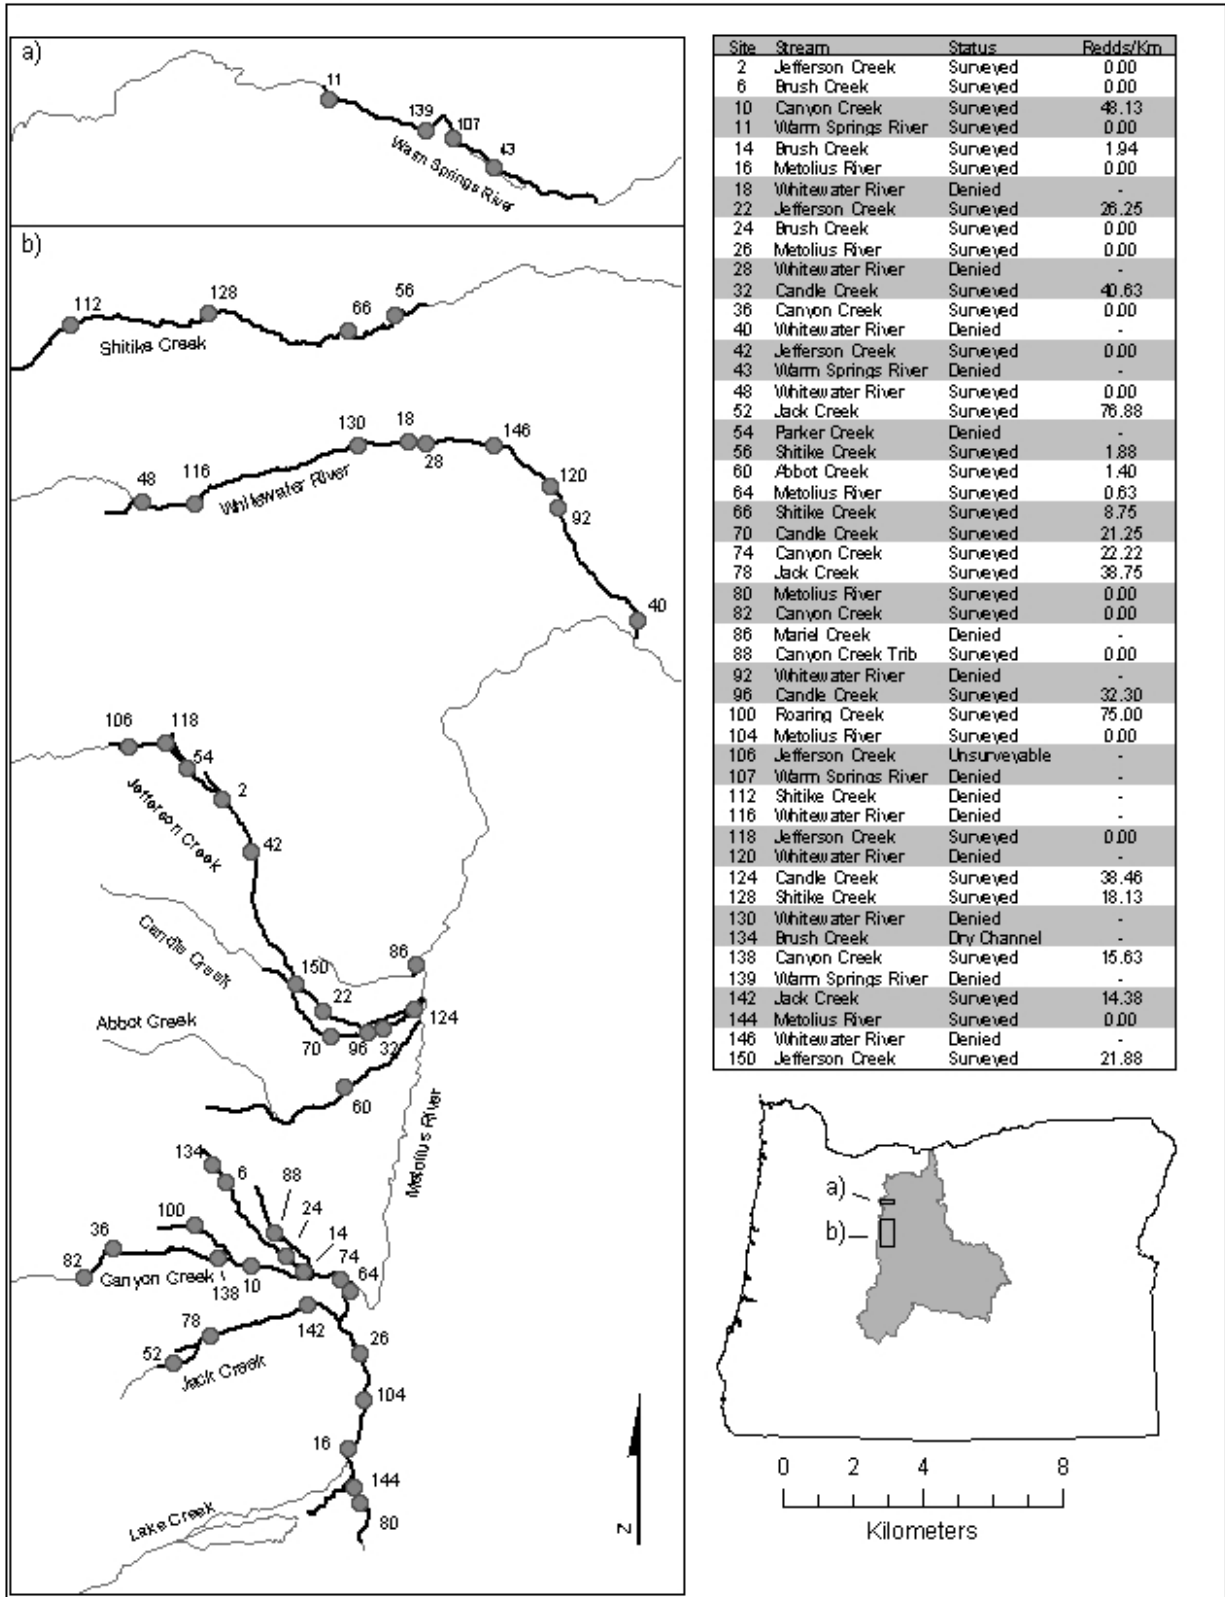 a)
11
139
107
43
Warm Springs River
b)
112
128
66
56
Shitike Creek
130
18
28
146
48
116
120
92
Whitewater River
40
106
118
54
2
Jefferson Creek
42
Candle Creek
86
150
22
124
Abbot Creek
70
96
32
60
Metolius River
134
6
88
24
100
14
36
74
82
64
Canyon Creek
138
10
78
142
26
52
Jack Creek
104
16
144
Lake Creek
80
N
Site Stream Status Redds/Km
2 Jefferson Creek Surveyed 0.00
6 Brush Creek Surveyed 0.00
10 Canyon Creek Surveyed 48.13
11 Warm Springs River Surveyed 0.00
14 Brush Creek Surveyed 1.94
16 Metolius River Surveyed 0.00
18 Whitewater River Denied -
22 Jefferson Creek Surveyed 26.25
24 Brush Creek Surveyed 0.00
26 Metolius River Surveyed 0.00
28 Whitewater River Denied -
32 Candle Creek Surveyed 40.63
36 Canyon Creek Surveyed 0.00
40 Whitewater River Denied -
42 Jefferson Creek Surveyed 0.00
43 Warm Springs River Denied -
48 Whitewater River Surveyed 0.00
52 Jack Creek Surveyed 76.88
54 Parker Creek Denied -
56 Shitike Creek Surveyed 1.88
60 Abbot Creek Surveyed 1.40
64 Metolius River Surveyed 0.63
66 Shitike Creek Surveyed 8.75
70 Candle Creek Surveyed 21.25
74 Canyon Creek Surveyed 22.22
78 Jack Creek Surveyed 38.75
80 Metolius River Surveyed 0.00
82 Canyon Creek Surveyed 0.00
86 Mariel Creek Denied -
88 Canyon Creek Trib Surveyed 0.00
92 Whitewater River Denied -
96 Candle Creek Surveyed 32.30
100 Roaring Creek Surveyed 75.00
104 Metolius River Surveyed 0.00
106 Jefferson Creek Unsurveyable -
107 Warm Springs River Denied -
112 Shitike Creek Denied -
116 Whitewater River Denied -
118 Jefferson Creek Surveyed 0.00
120 Whitewater River Denied -
124 Candle Creek Surveyed 38.46
128 Shitike Creek Surveyed 18.13
130 Whitewater River Denied -
134 Brush Creek Dry Channel -
138 Canyon Creek Surveyed 15.63
139 Warm Springs River Denied -
142 Jack Creek Surveyed 14.38
144 Metolius River Surveyed 0.00
146 Whitewater River Denied -
150 Jefferson Creek Surveyed 21.88
a)
b)
0 2 4 8
Kilometers